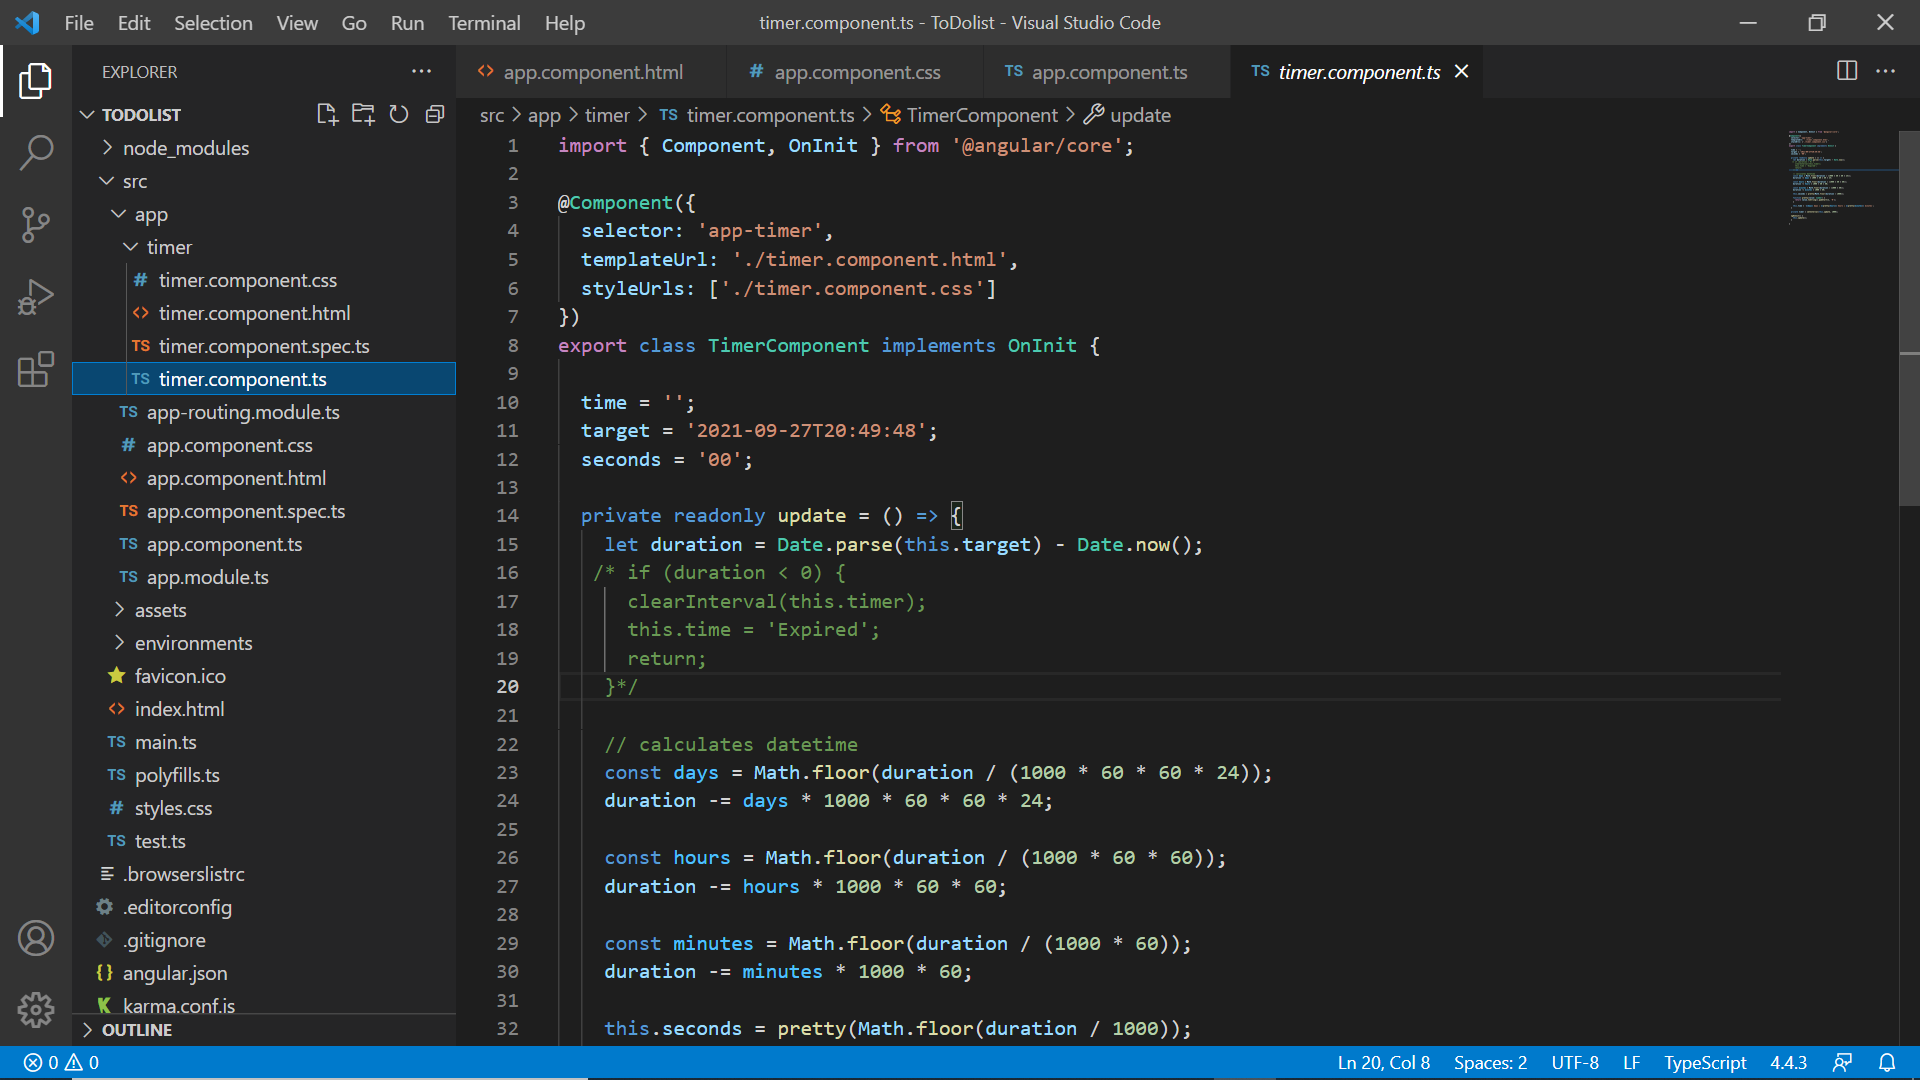 File Edit Selection View Go Run Terminal Help
timer.component.ts - ToDolist - Visual Studio Code
EXPLORER
TODOLIST
node_modules
src
app
timer
timer.component.css
timer.component.html
TS timer.component.spec.ts
TS timer.component.ts
TS app-routing.module.ts
# app.component.css
<> app.component.html
TS app.component.spec.ts
TS app.component.ts
TS app.module.ts
assets
environments
favicon.ico
<> index.html
TS main.ts
TS polyfills.ts
# styles.css
TS test.ts
.browserslistrc
.editorconfig
.gitignore
{} angular.json
karma.conf.js
OUTLINE
<> app.component.html
# app.component.css
TS app.component.ts
TS timer.component.ts
src > app > timer > TS timer.component.ts > TimerComponent > update
1 import { Component, OnInit } from '@angular/core';
2
3 @Component({
4 selector: 'app-timer',
5 templateUrl: './timer.component.html',
6 styleUrls: ['./timer.component.css']
7 })
8 export class TimerComponent implements OnInit {
9
10 time = '';
11 target = '2021-09-27T20:49:48';
12 seconds = '00';
13
14 private readonly update = () => {
15 let duration = Date.parse(this.target) - Date.now();
16 /* if (duration < 0) {
17 clearInterval(this.timer);
18 this.time = 'Expired';
19 return;
20 }*/
21
22 // calculates datetime
23 const days = Math.floor(duration / (1000 * 60 * 60 * 24));
24 duration -= days * 1000 * 60 * 60 * 24;
25
26 const hours = Math.floor(duration / (1000 * 60 * 60));
27 duration -= hours * 1000 * 60 * 60;
28
29 const minutes = Math.floor(duration / (1000 * 60));
30 duration -= minutes * 1000 * 60;
31
32 this.seconds = pretty(Math.floor(duration / 1000));
0 0
Ln 20, Col 8 Spaces: 2 UTF-8 LF TypeScript 4.4.3